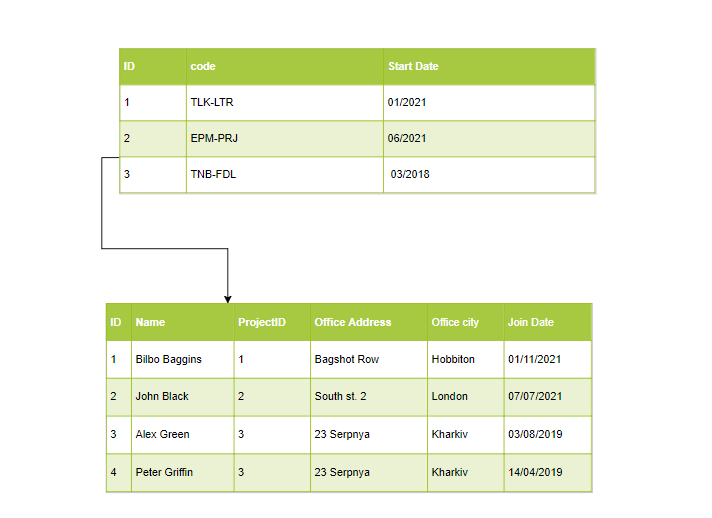 ID code Start Date
1 TLK-LTR 01/2021
2 EPM-PRJ 06/2021
3 TNB-FDL 03/2018
ID Name ProjectID Office Address Office city Join Date
1 Bilbo Baggins 1 Bagshot Row Hobbiton 01/11/2021
2 John Black 2 South st. 2 London 07/07/2021
3 Alex Green 3 23 Serpnya Kharkiv 03/08/2019
4 Peter Griffin 3 23 Serpnya Kharkiv 14/04/2019